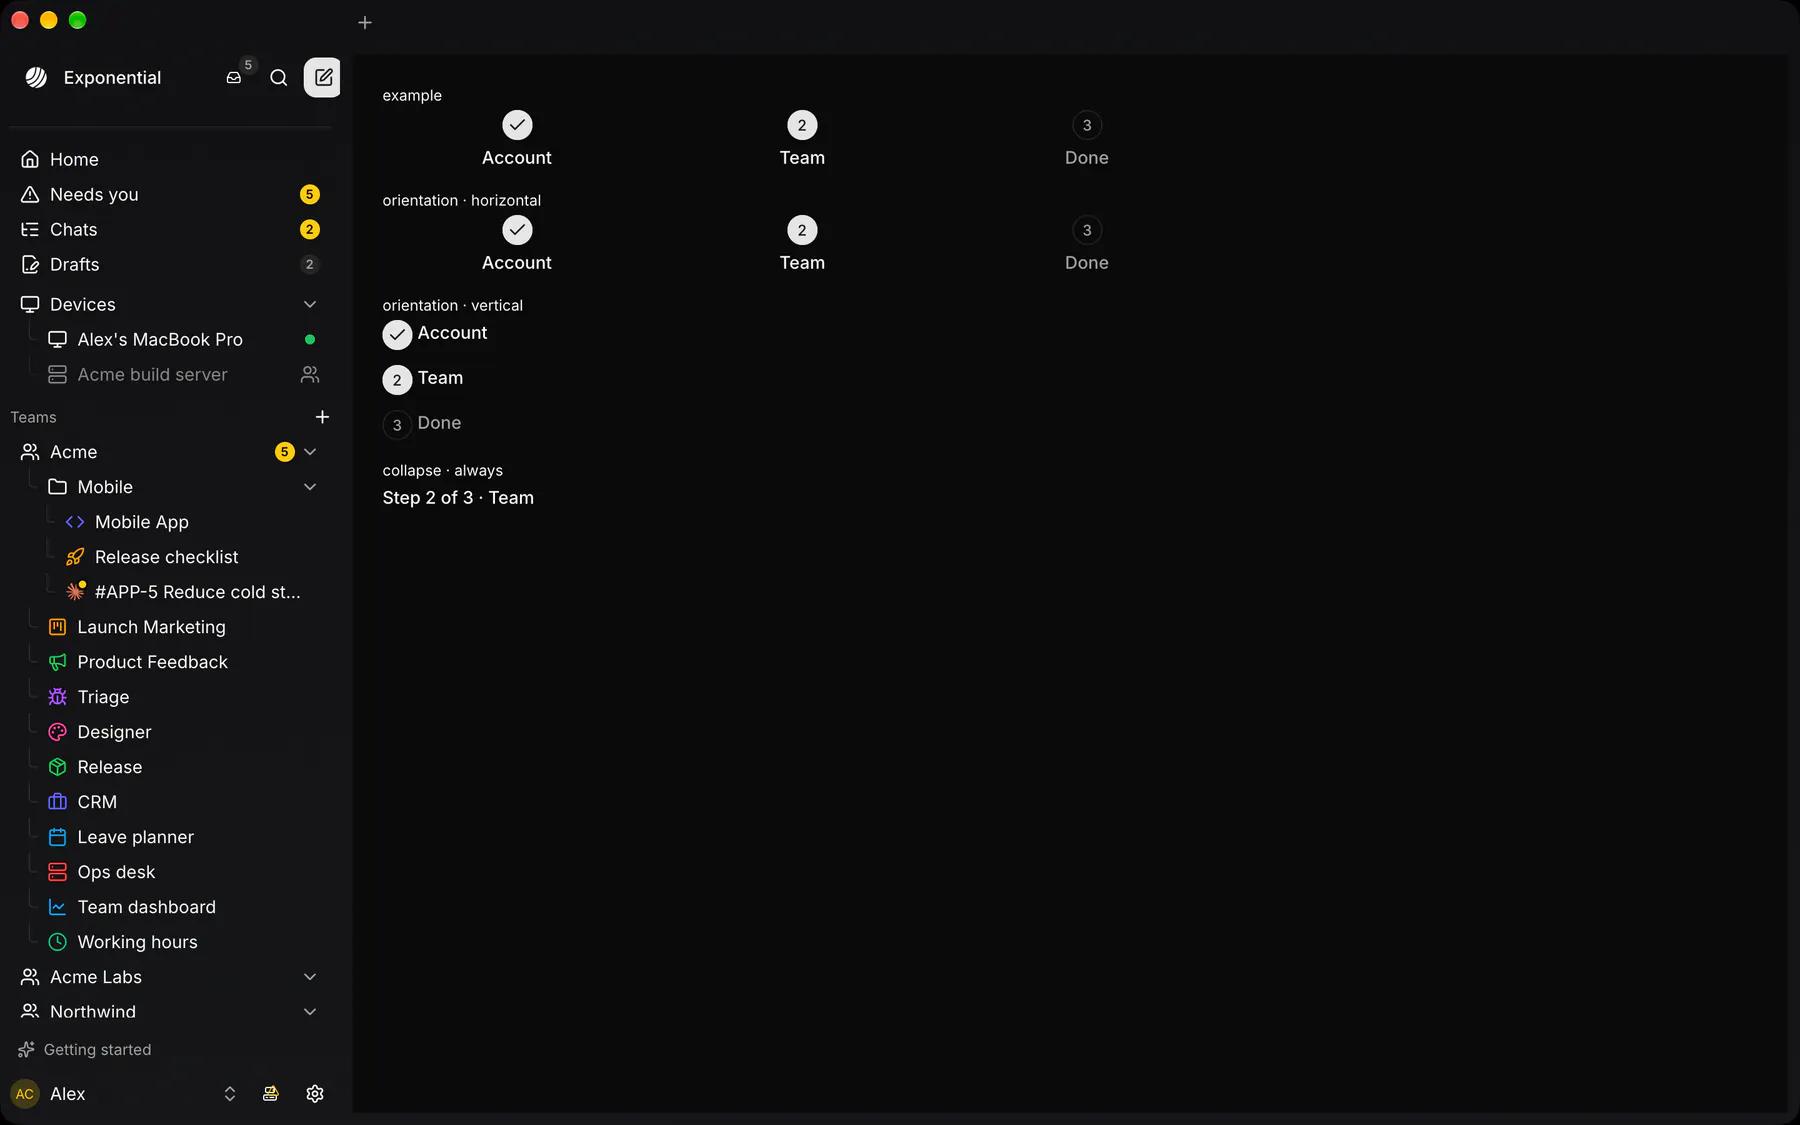 Exponential
5
Home
Needs you 5
Chats 2
Drafts 2
Devices
Alex's MacBook Pro
Acme build server
Teams
Acme 5
Mobile
Mobile App
Release checklist
#APP-5 Reduce cold st...
Launch Marketing
Product Feedback
Triage
Designer
Release
CRM
Leave planner
Ops desk
Team dashboard
Working hours
Acme Labs
Northwind
Getting started
AC Alex
example
2 3
Account Team Done
orientation · horizontal
2 3
Account Team Done
orientation · vertical
Account
2 Team
3 Done
collapse · always
Step 2 of 3 · Team